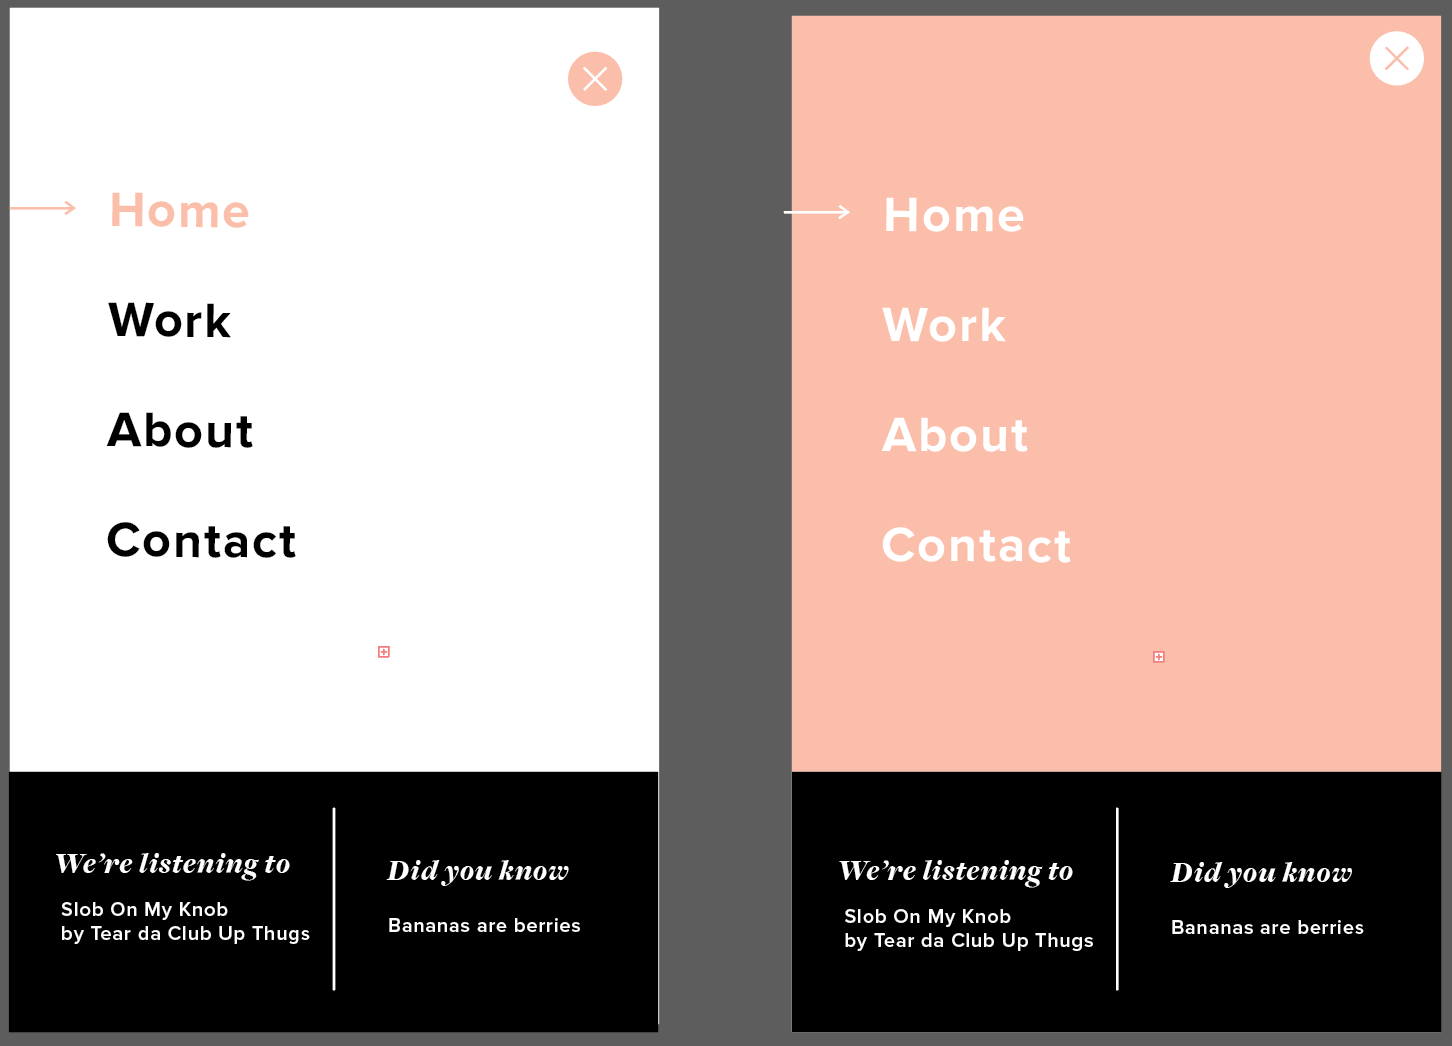 Home
Work
About
Contact
We're listening to
Slob On My Knob
by Tear da Club Up Thugs
Did you know
Bananas are berries
Home
Work
About
Contact
We're listening to
Slob On My Knob
by Tear da Club Up Thugs
Did you know
Bananas are berries